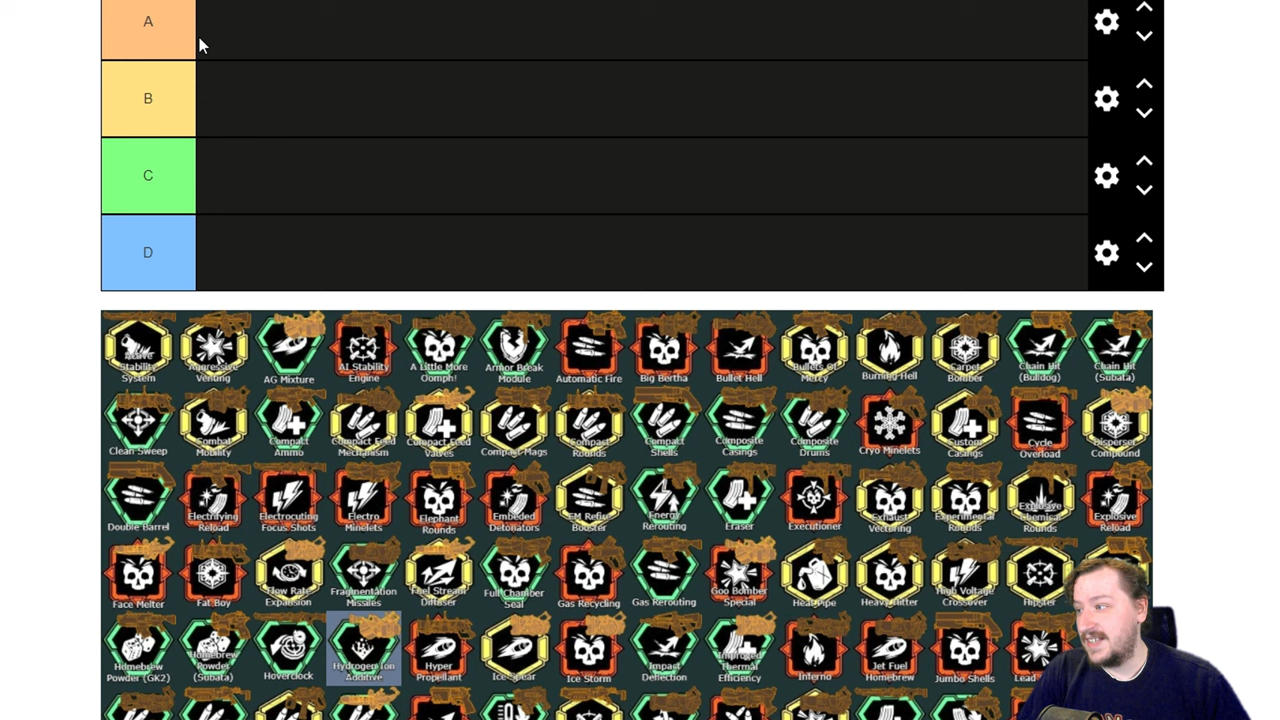 A
B
C
D
Active Stability System
Aggressive Venting
AG Mixture
AI Stability Engine
A Little More Oomph!
Armor Break Module
Automatic Fire
Big Bertha
Bullet Hell
Bullets Of Mercy
Burning Hell
Carpet Bomber
Chain Hit (Bulldog)
Chain Hit (Subata)
Clean Sweep
Combat Mobility
Compact Ammo
Compact Feed Mechanism
Compact Feed Valves
Compact Mags
Compact Rounds
Compact Shells
Composite Casings
Composite Drums
Cryo Minelets
Custom Casings
Cycle Overload
Disperser Compound
Double Barrel
Electrifying Reload
Electrocuting Focus Shots
Electro Minelets
Elephant Rounds
Embeded Detonators
EM Refire Booster
Energy Rerouting
Eraser
Executioner
Exhaust Vectoring
Experimental Rounds
Explosive Chemical Rounds
Explosive Reload
Face Melter
Fat Boy
Flow Rate Expansion
Fragmentation Missiles
Fuel Stream Diffuser
Full Chamber Seal
Gas Recycling
Gas Rerouting
Goo Bomber Special
Heat Pipe
Heavy Hitter
High Voltage Crossover
Hipster
Homebrew Powder (GK2)
Homebrew Powder (Subata)
Hoverclock
Hydrogen Ion Additive
Hyper Propellant
Ice Spear
Ice Storm
Impact Deflection
Improved Thermal Efficiency
Inferno
Jet Fuel Homebrew
Jumbo Shells
Lead